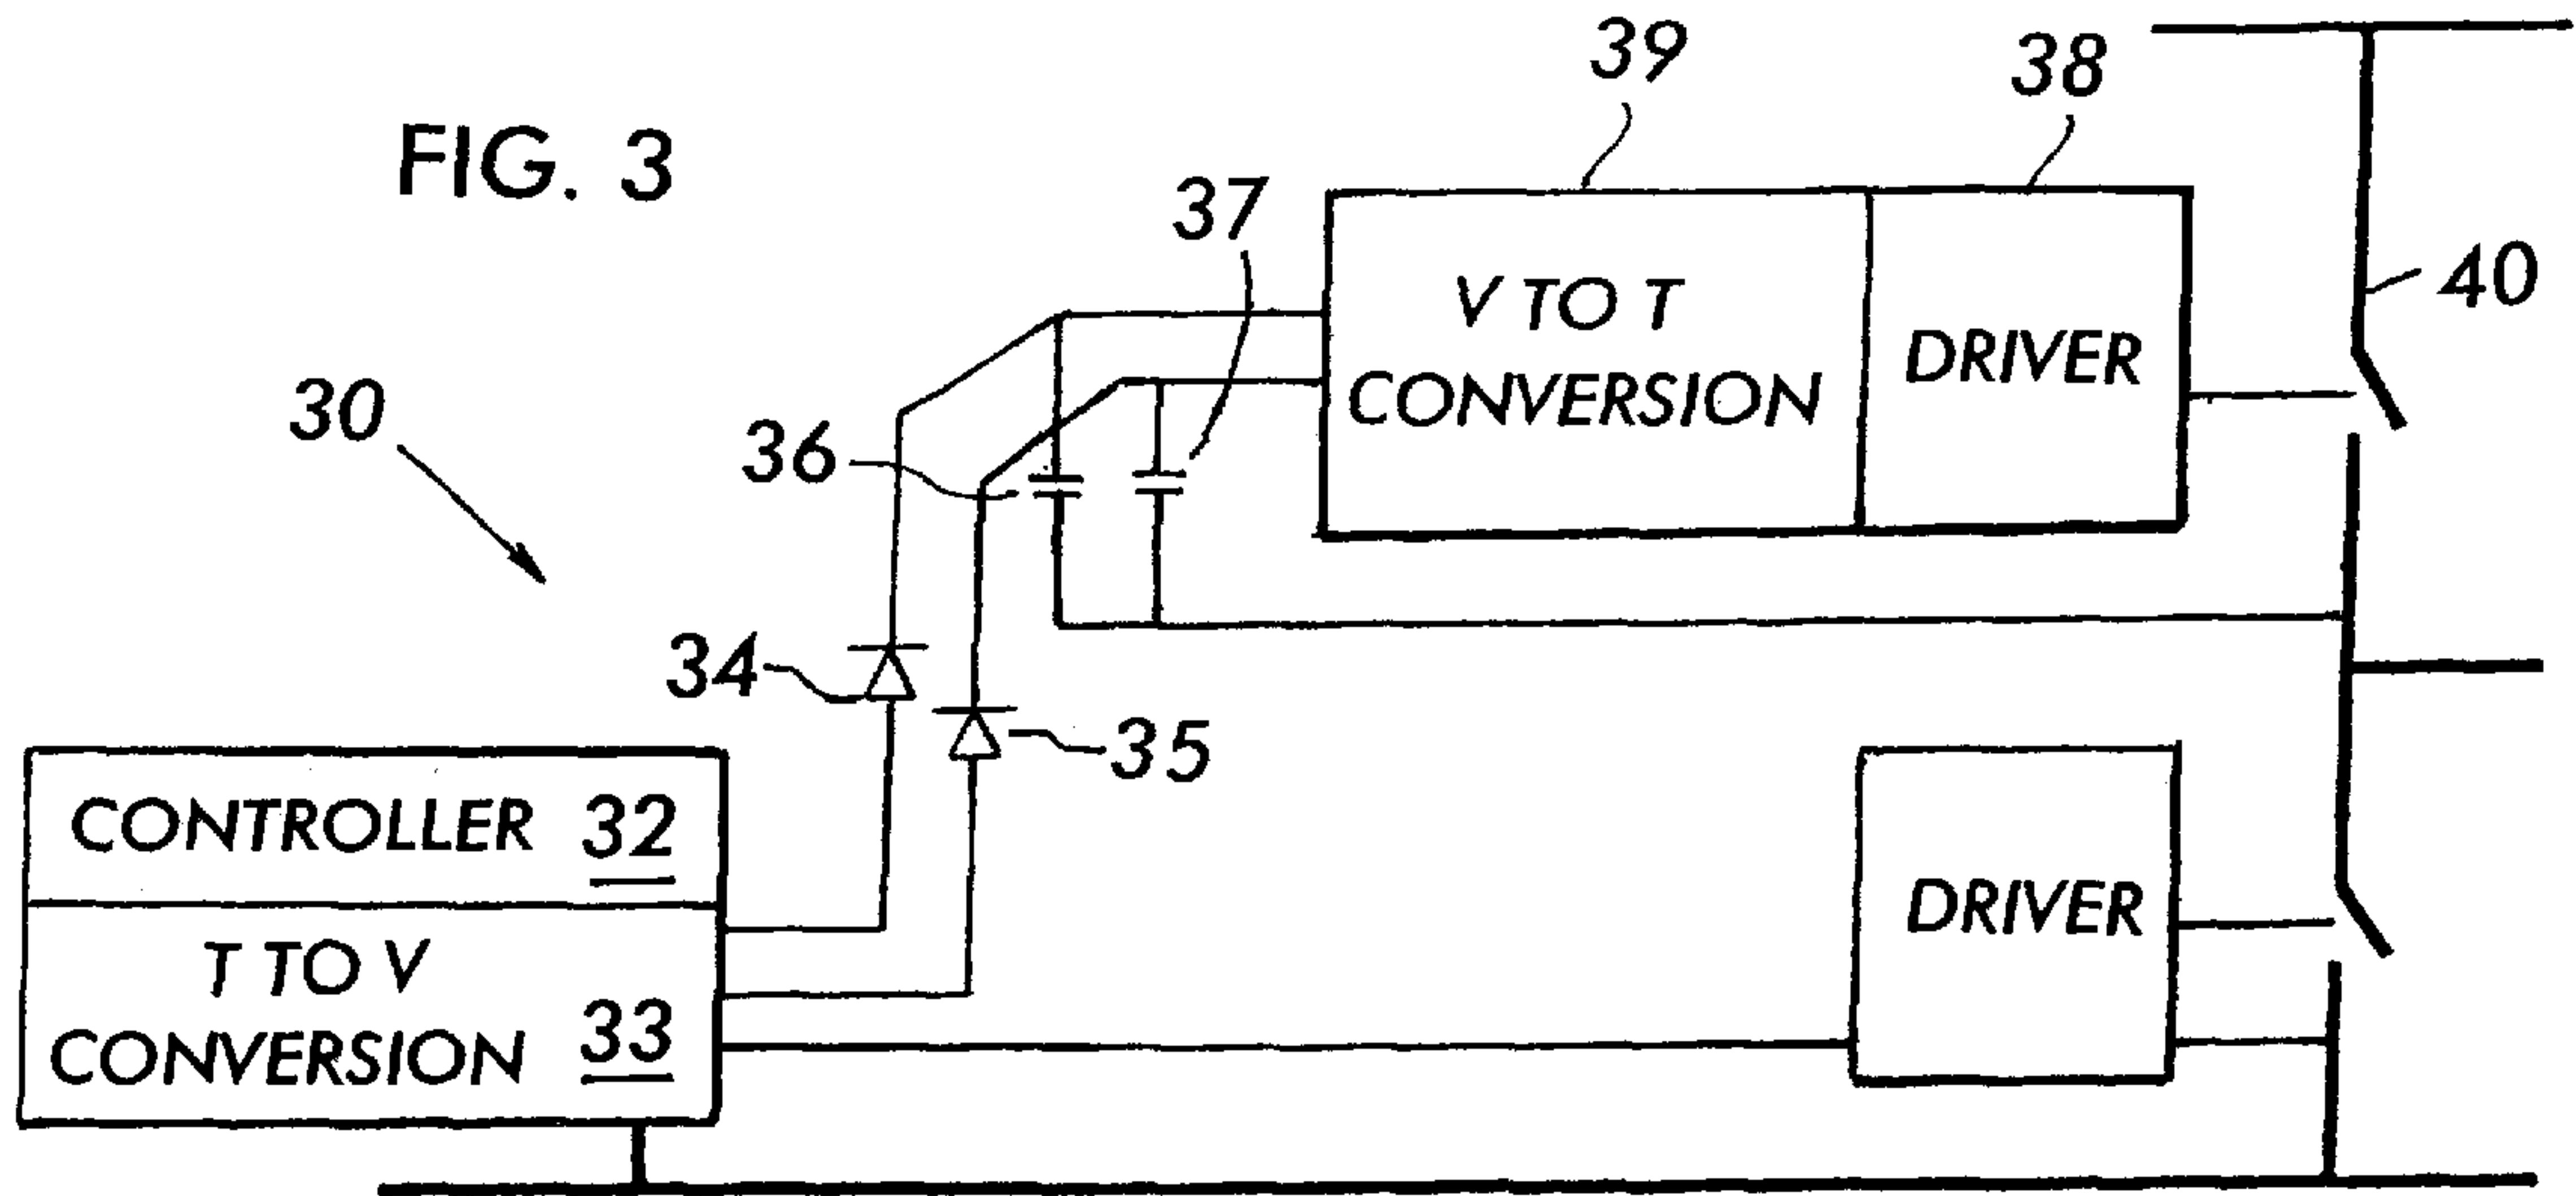 FIG. 3
39
38
37
40
V TO T
CONVERSION
DRIVER
30
36
34
35
CONTROLLER 32
T TO V
CONVERSION 33
DRIVER